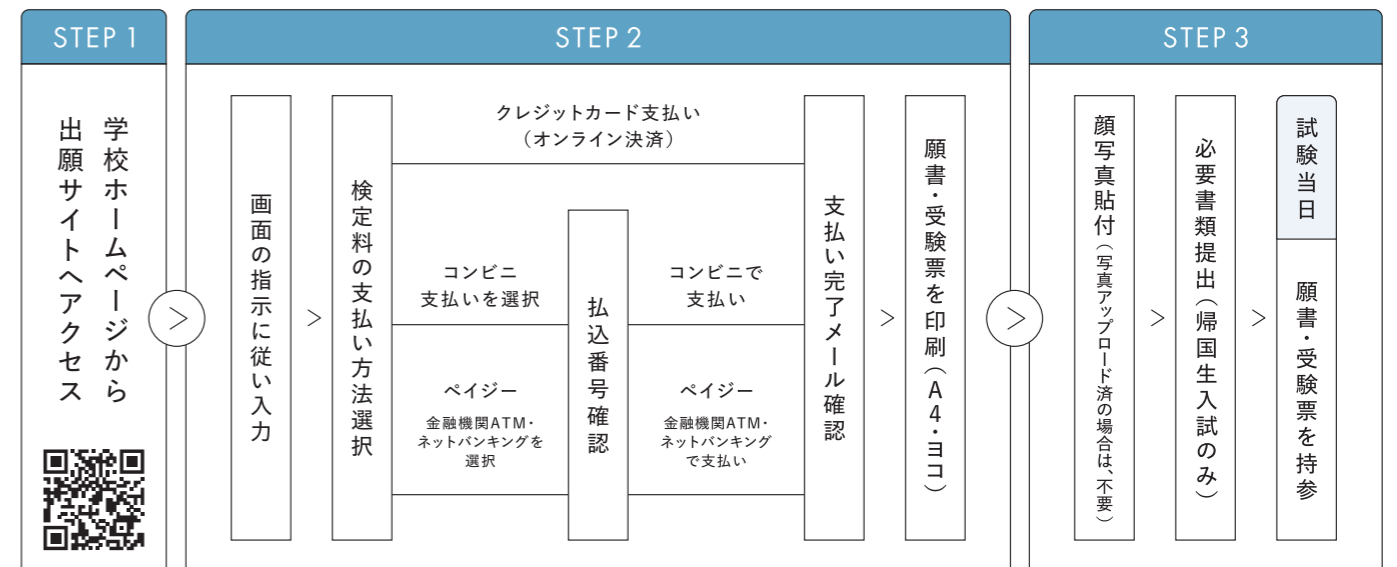 STEP 1
学校ホームページから
出願サイトへアクセス
STEP 2
画面の指示に従い入力
>
検定料の支払い方法選択
クレジットカード支払い
（オンライン決済）
コンビニ
支払いを選択
ペイジー
金融機関ATM・
ネットバンキングを
選択
払込番号確認
コンビニで
支払い
ペイジー
金融機関ATM・
ネットバンキング
で支払い
支払い完了メール確認
>
願書・受験票を印刷（A4・ヨコ）
>
STEP 3
顔写真貼付（写真アップロード済の場合は、不要）
>
必要書類提出（帰国生入試のみ）
>
試験当日
願書・受験票を持参